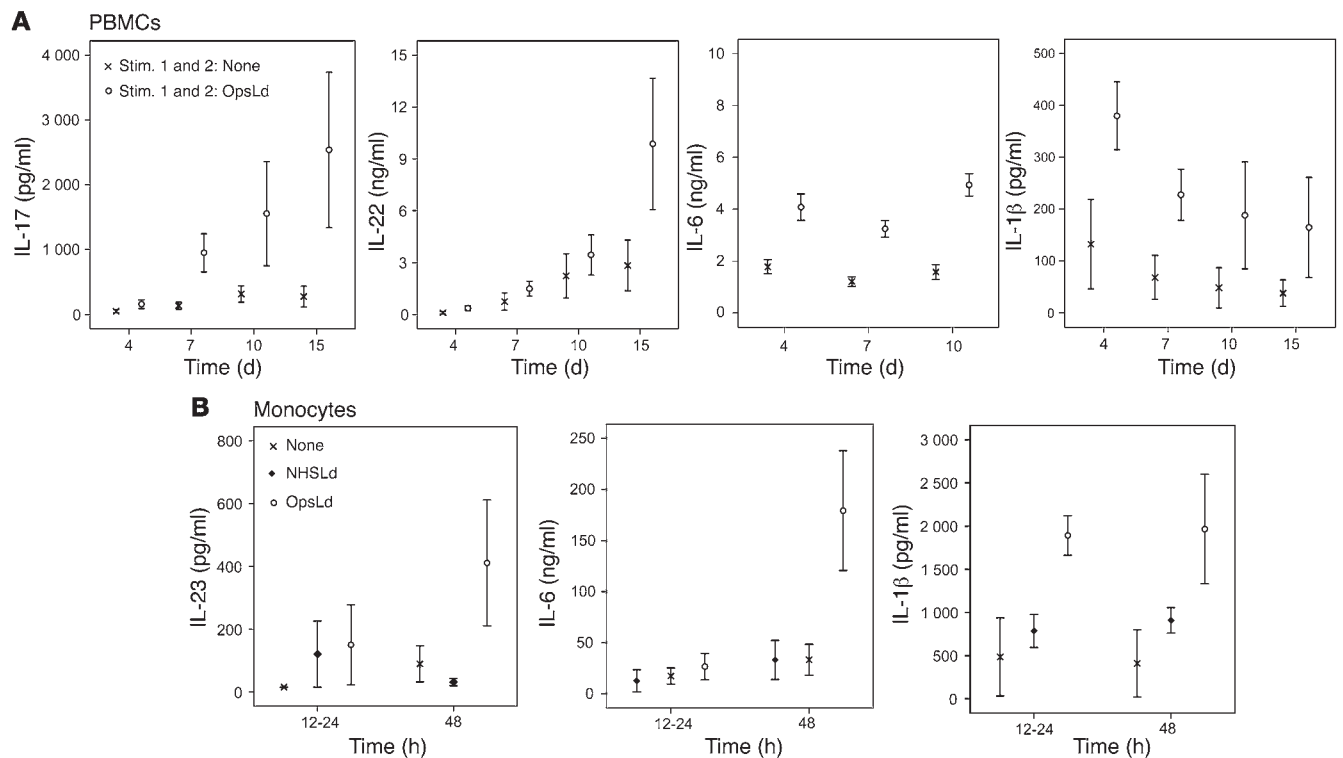 A
PBMCs
IL-17 (pg/ml)
4 000
3 000
2 000
1 000
0
× Stim. 1 and 2: None
○ Stim. 1 and 2: OpsLd
4 7 10 15
Time (d)
IL-22 (ng/ml)
15
12
9
6
3
0
4 7 10 15
Time (d)
IL-6 (ng/ml)
10
8
6
4
2
0
4 7 10
Time (d)
IL-1β (pg/ml)
500
400
300
200
100
0
4 7 10 15
Time (d)
B
Monocytes
IL-23 (pg/ml)
800
600
400
200
0
× None
◆ NHSLd
○ OpsLd
12-24 48
Time (h)
IL-6 (ng/ml)
250
200
150
100
50
0
12-24 48
Time (h)
IL-1β (pg/ml)
3 000
2 500
2 000
1 500
1 000
500
0
12-24 48
Time (h)